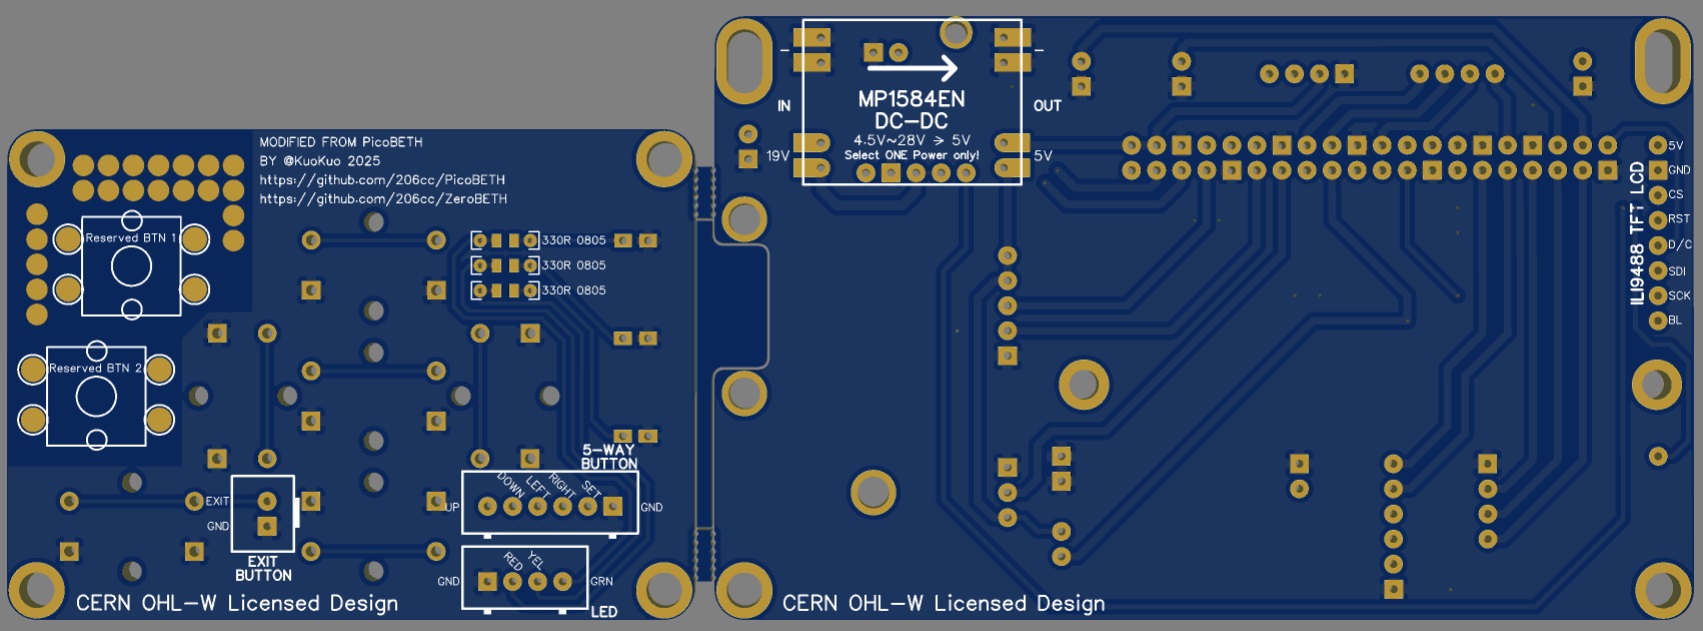 MODIFIED FROM PicoBETH
BY @KuoKuo 2025
https://github.com/206cc/PicoBETH
https://github.com/206cc/ZeroBETH
Reserved BTN 1
Reserved BTN 2
330R 0805
330R 0805
330R 0805
5-WAY
BUTTON
UP
DOWN
LEFT
RIGHT
SET
GND
EXIT
GND
EXIT
BUTTON
GND
RED
YEL
GRN
LED
CERN OHL-W Licensed Design
-
-
IN
OUT
MP1584EN
DC-DC
4.5V~28V > 5V
Select ONE Power only!
19V
5V
5V
GND
CS
RST
D/C
SDI
SCK
BL
ILI9488 TFT LCD
CERN OHL-W Licensed Design